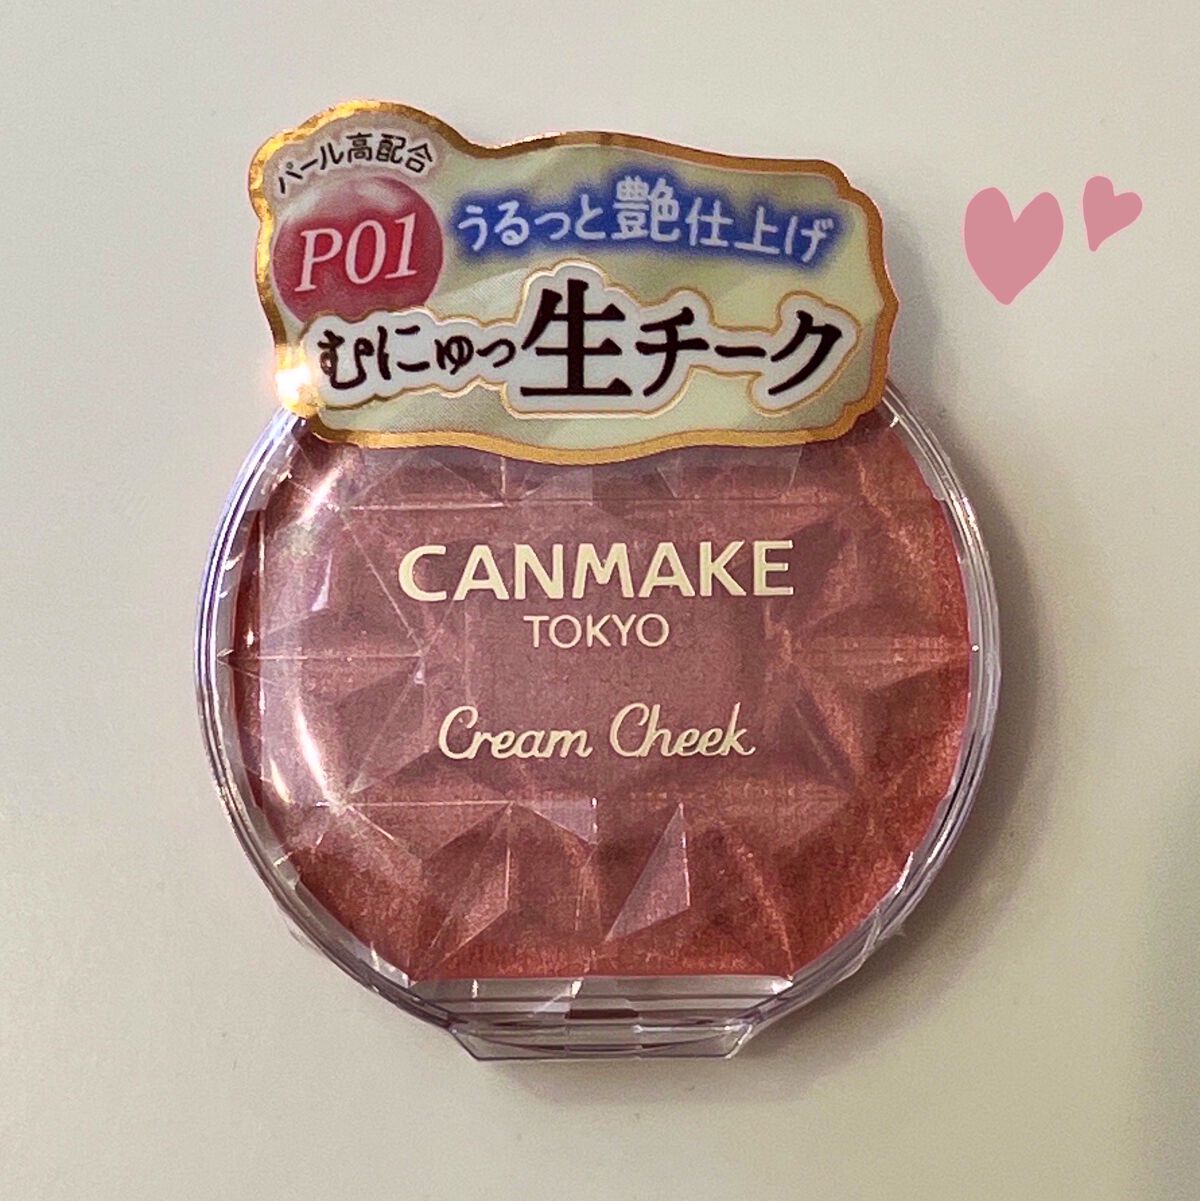 パール高配合
P01
うるっと艶仕上げ
むにゅっ生チーク
CANMAKE
TOKYO
Cream Cheek